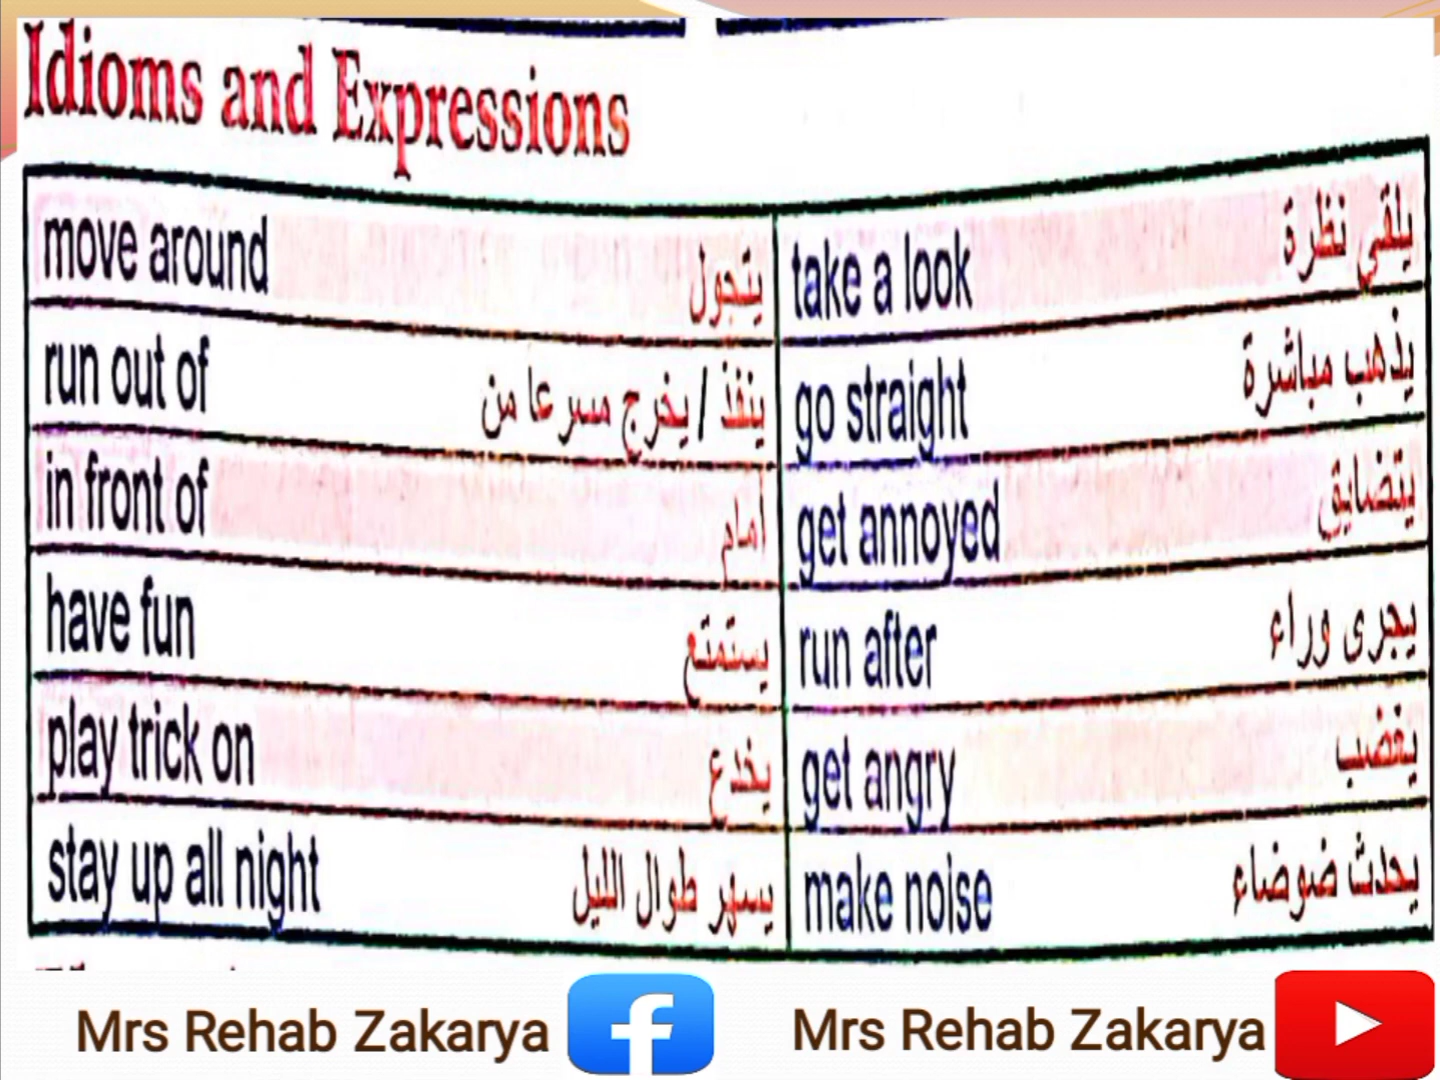 Idioms and Expressions
move around يتجول take a look يلقي نظرة
run out of ينفذ / يخرج مسرعا من go straight يذهب مباشرة
in front of أمام get annoyed يتضايق
have fun يستمتع run after يجرى وراء
play trick on يخدع get angry يغضب
stay up all night يسهر طوال الليل make noise يحدث ضوضاء
Mrs Rehab Zakarya f Mrs Rehab Zakarya